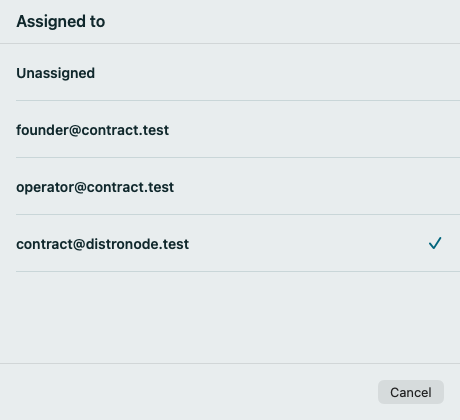 Assigned to
Unassigned
founder@contract.test
operator@contract.test
contract@distronode.test
Cancel